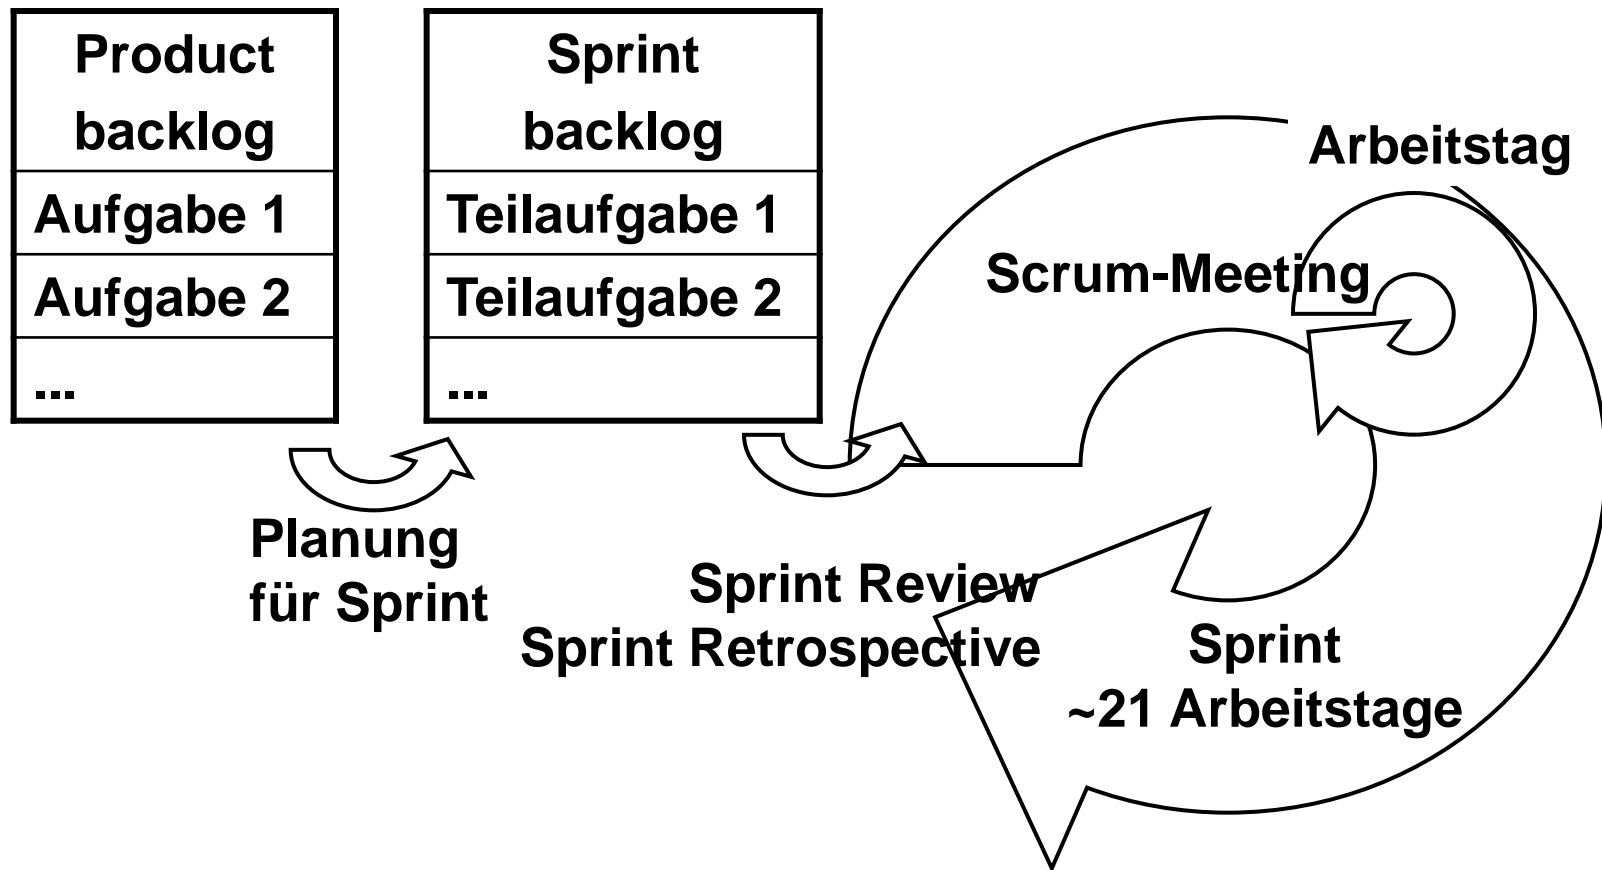 Product
backlog
Aufgabe 1
Aufgabe 2
...
Sprint
backlog
Teilaufgabe 1
Teilaufgabe 2
...
Planung
für Sprint
Arbeitstag
Scrum-Meeting
Sprint Review
Sprint Retrospective
Sprint
~21 Arbeitstage